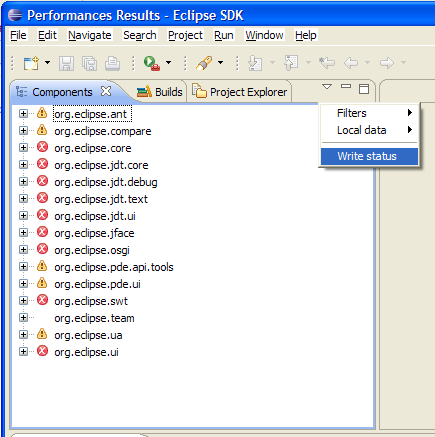 Performances Results - Eclipse SDK
File Edit Navigate Search Project Run Window Help
Components Builds Project Explorer
Filters
Local data
Write status
org.eclipse.ant
org.eclipse.compare
org.eclipse.core
org.eclipse.jdt.core
org.eclipse.jdt.debug
org.eclipse.jdt.text
org.eclipse.jdt.ui
org.eclipse.jface
org.eclipse.osgi
org.eclipse.pde.api.tools
org.eclipse.pde.ui
org.eclipse.swt
org.eclipse.team
org.eclipse.ua
org.eclipse.ui